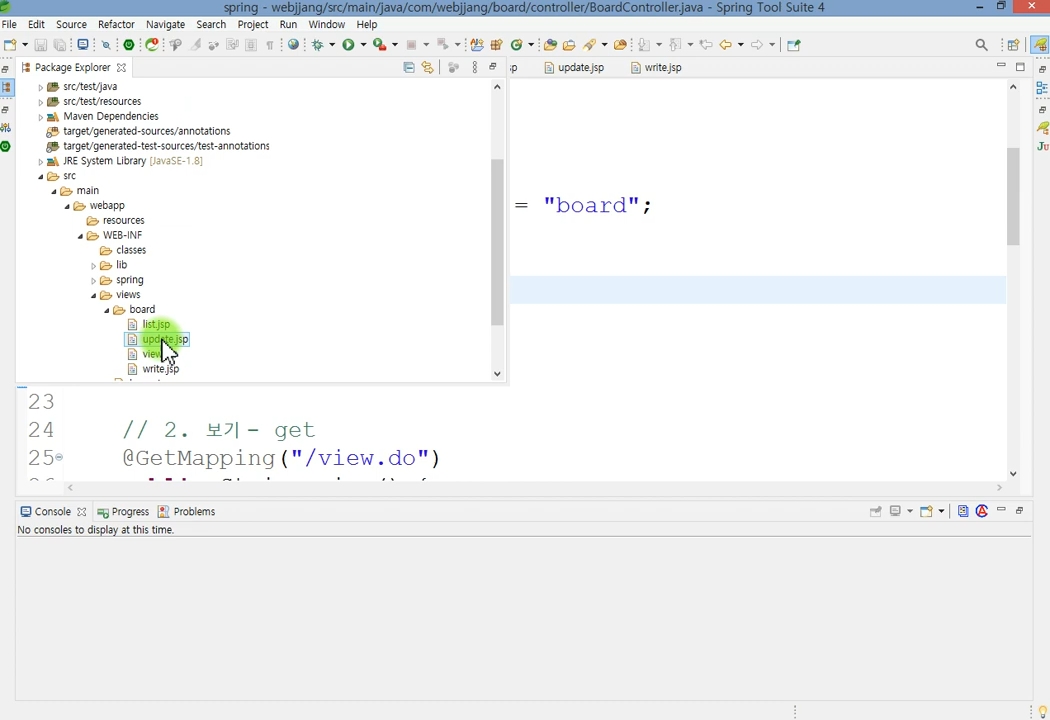 spring - webjjang/src/main/java/com/webjjang/board/controller/BoardController.java - Spring Tool Suite 4
File Edit Source Refactor Navigate Search Project Run Window Help
Package Explorer
sp
update.jsp
write.jsp
src/test/java
src/test/resources
Maven Dependencies
target/generated-sources/annotations
target/generated-test-sources/test-annotations
JRE System Library [JavaSE-1.8]
src
main
webapp
resources
WEB-INF
classes
lib
spring
views
board
list.jsp
update.jsp
write.jsp
= "board";
23
24 // 2. 보기 - get
25 @GetMapping("/view.do")
Console Progress Problems
No consoles to display at this time.